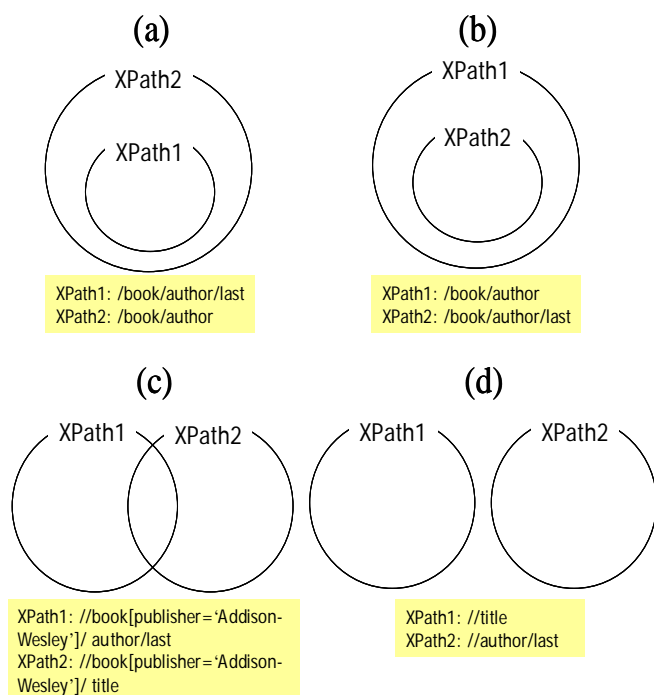 (a)
XPath2
XPath1
XPath1: /book/author/last
XPath2: /book/author
(b)
XPath1
XPath2
XPath1: /book/author
XPath2: /book/author/last
(c)
XPath1
XPath2
XPath1: //book[publisher=‘Addison-
Wesley’]/ author/last
XPath2: //book[publisher=‘Addison-
Wesley’]/ title
(d)
XPath1
XPath2
XPath1: //title
XPath2: //author/last